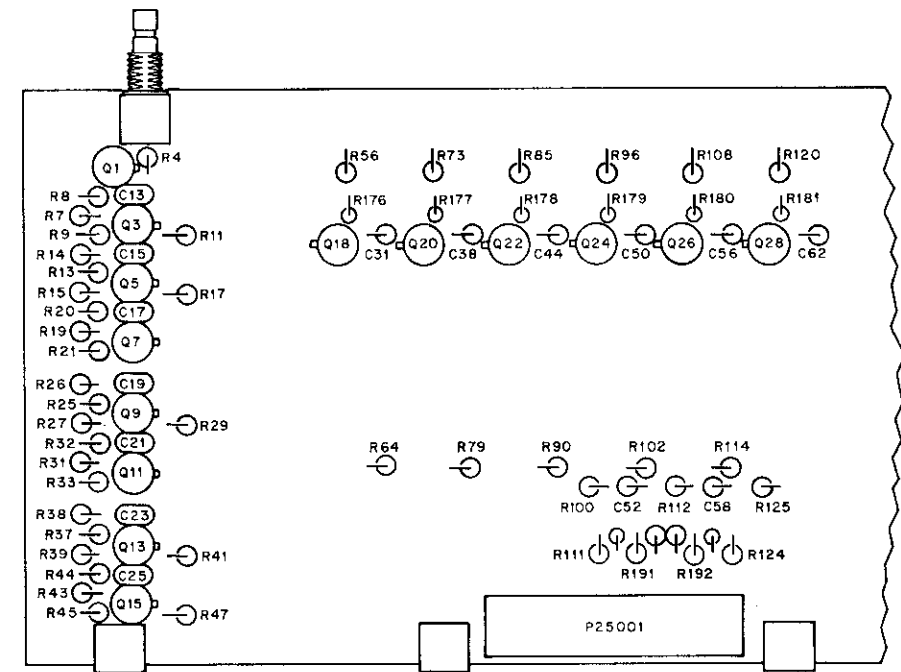 R4
Q1
R56 R73 R85 R96 R108 R120
R8 C13
R7
R176 R177 R178 R179 R180 R181
R9 Q3 R11
Q18 Q20 Q22 Q24 Q26 Q28
R14 C15
C31 C38 C44 C50 C56 C62
R13
Q5
R15 R17
R20 C17
R19
Q7
R21
R26 C19
R25
Q9
R27 R29
R32 C21
R64 R79 R90 R102 R114
R31
Q11
R33
R100 C52 R112 C58 R125
R38 C23
R37
Q13
R39 R41
R111 R124
R191 R192
R44 C25
R43
Q15
R45 R47
P25001